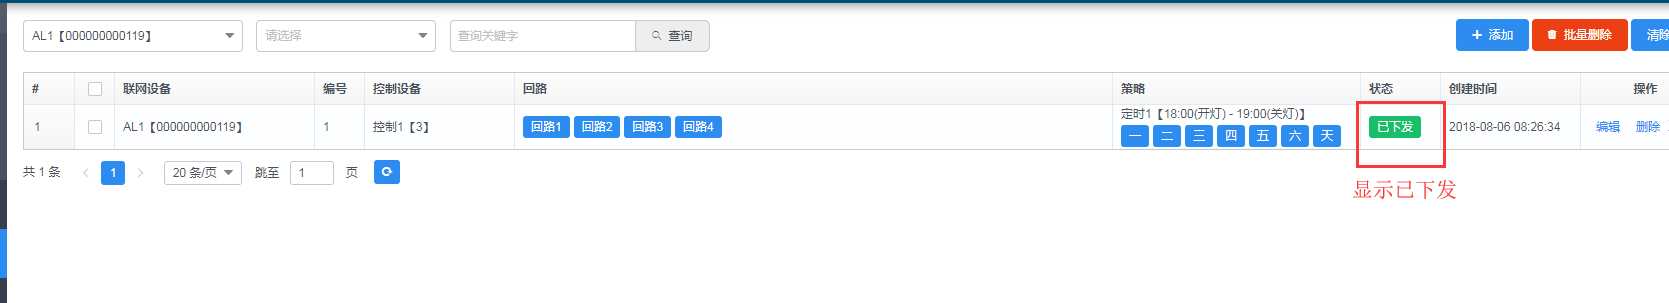 AL1【000000000119】 请选择 查询关键字 查询 添加 批量删除 清除
# 联网设备 编号 控制设备 回路 策略 状态 创建时间 操作
定时1【18:00(开灯) - 19:00(关灯)】
1 AL1【000000000119】 1 控制1【3】 回路1 回路2 回路3 回路4 已下发 2018-08-06 08:26:34 编辑 删除
一 二 三 四 五 六 天
共 1 条 1 20 条/页 跳至 1 页
显示已下发